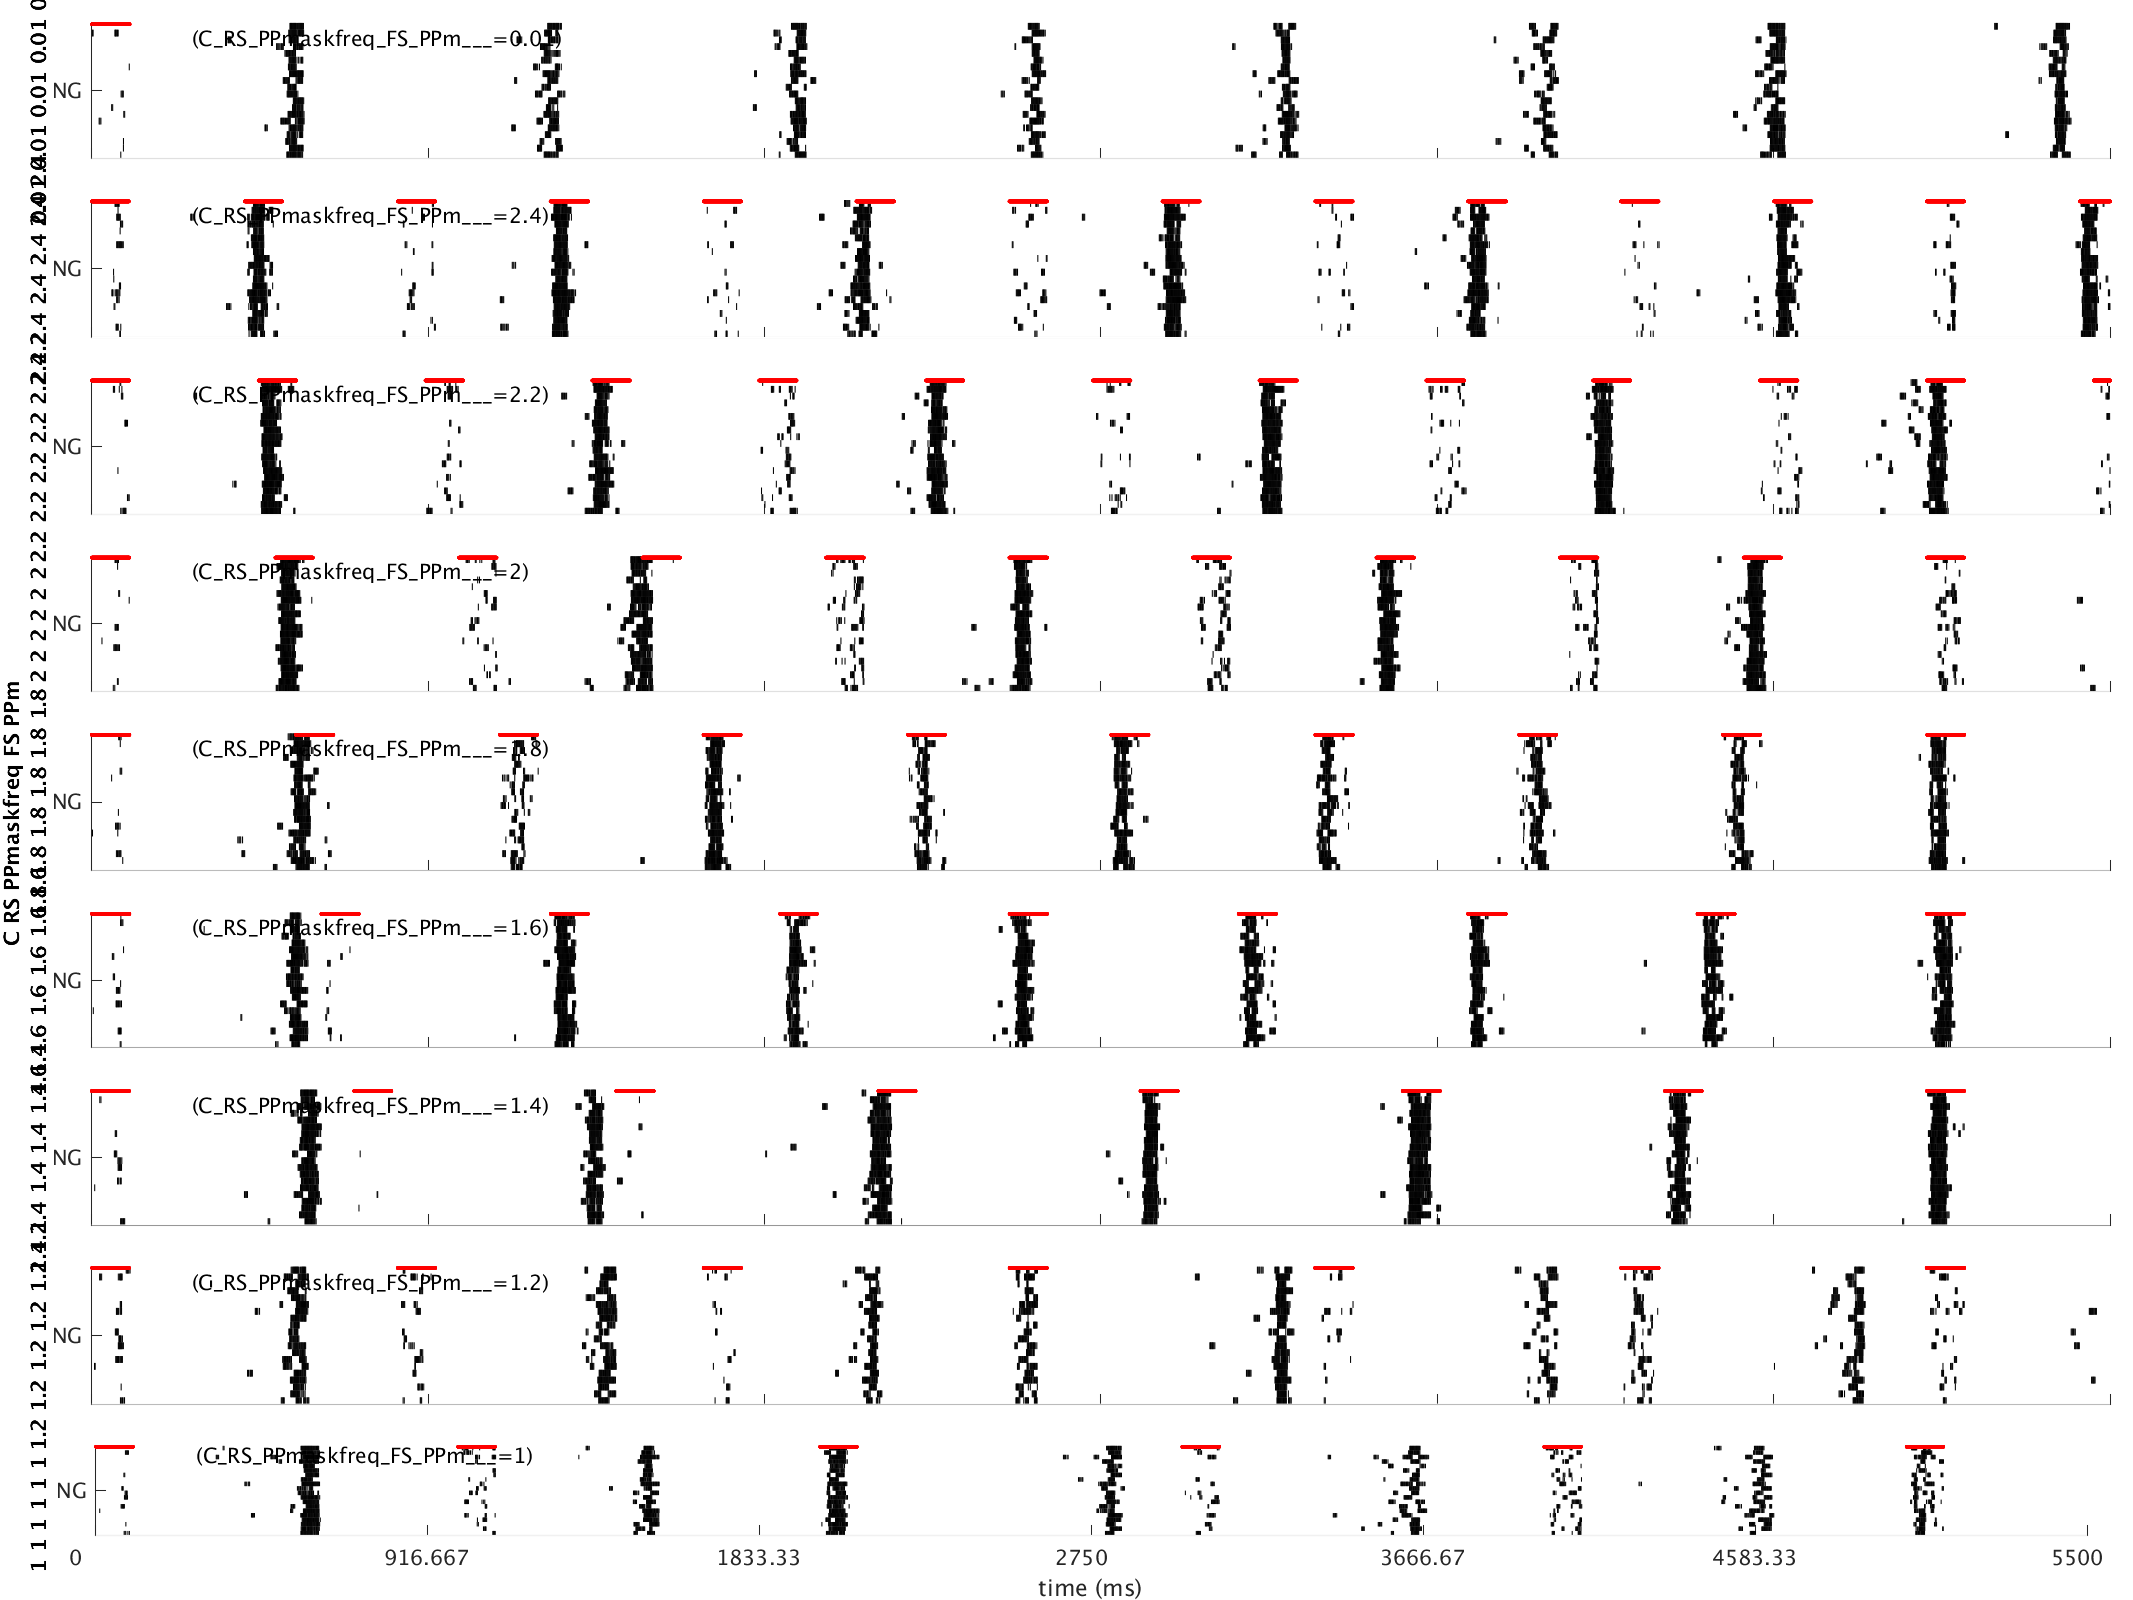 (C_RS_PPmaskfreq_FS_PPm___=0.01)
NG
(C_RS_PPmaskfreq_FS_PPm___=2.4)
NG
(C_RS_PPmaskfreq_FS_PPm___=2.2)
NG
(C_RS_PPmaskfreq_FS_PPm___=2)
NG
(C_RS_PPmaskfreq_FS_PPm___=1.8)
NG
(C_RS_PPmaskfreq_FS_PPm___=1.6)
NG
(C_RS_PPmaskfreq_FS_PPm___=1.4)
NG
(C_RS_PPmaskfreq_FS_PPm___=1.2)
NG
(C_RS_PPmaskfreq_FS_PPm___=1)
NG
C RS PPmaskfreq FS PPm
0 916.667 1833.33 2750 3666.67 4583.33 5500
time (ms)